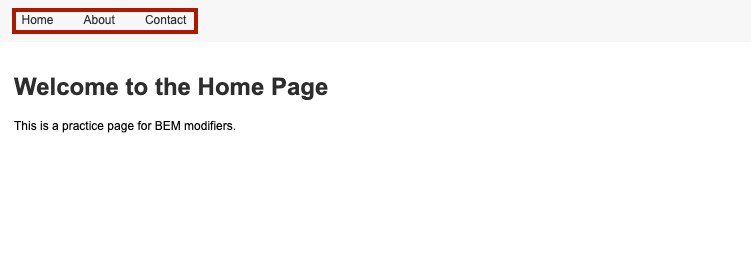 Home About Contact
Welcome to the Home Page
This is a practice page for BEM modifiers.